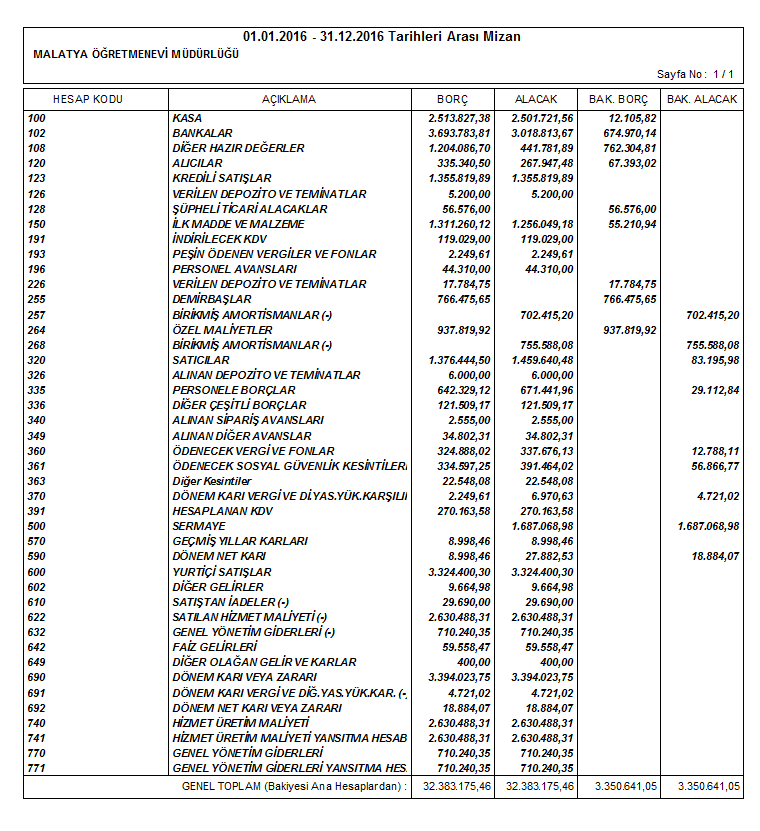 01.01.2016 - 31.12.2016 Tarihleri Arası Mizan
MALATYA ÖĞRETMENEVİ MÜDÜRLÜĞÜ
Sayfa No : 1 / 1
HESAP KODU AÇIKLAMA BORÇ ALACAK BAK. BORÇ BAK. ALACAK
100 KASA 2.513.827,38 2.501.721,56 12.105,82
102 BANKALAR 3.693.783,81 3.018.813,67 674.970,14
108 DİĞER HAZIR DEĞERLER 1.204.086,70 441.781,89 762.304,81
120 ALICILAR 335.340,50 267.947,48 67.393,02
123 KREDİLİ SATIŞLAR 1.355.819,89 1.355.819,89
126 VERİLEN DEPOZİTO VE TEMİNATLAR 5.200,00 5.200,00
128 ŞÜPHELİ TİCARİ ALACAKLAR 56.576,00 56.576,00
150 İLK MADDE VE MALZEME 1.311.260,12 1.256.049,18 55.210,94
191 İNDİRİLECEK KDV 119.029,00 119.029,00
193 PEŞİN ÖDENEN VERGİLER VE FONLAR 2.249,61 2.249,61
196 PERSONEL AVANSLARI 44.310,00 44.310,00
226 VERİLEN DEPOZİTO VE TEMİNATLAR 17.784,75 17.784,75
255 DEMİRBAŞLAR 766.475,65 766.475,65
257 BİRİKMİŞ AMORTİSMANLAR (-) 702.415,20 702.415,20
264 ÖZEL MALİYETLER 937.819,92 937.819,92
268 BİRİKMİŞ AMORTİSMANLAR (-) 755.588,08 755.588,08
320 SATICILAR 1.376.444,50 1.459.640,48 83.195,98
326 ALINAN DEPOZİTO VE TEMİNATLAR 6.000,00 6.000,00
335 PERSONELE BORÇLAR 642.329,12 671.441,96 29.112,84
336 DİĞER ÇEŞİTLİ BORÇLAR 121.509,17 121.509,17
340 ALINAN SİPARİŞ AVANSLARI 2.555,00 2.555,00
349 ALINAN DİĞER AVANSLAR 34.802,31 34.802,31
360 ÖDENECEK VERGİ VE FONLAR 324.888,02 337.676,13 12.788,11
361 ÖDENECEK SOSYAL GÜVENLİK KESİNTİLERİ 334.597,25 391.464,02 56.866,77
363 Diğer Kesintiler 22.548,08 22.548,08
370 DÖNEM KARI VERGİ VE Dİ.YAS.YÜK.KARŞILI 2.249,61 6.970,63 4.721,02
391 HESAPLANAN KDV 270.163,58 270.163,58
500 SERMAYE 1.687.068,98 1.687.068,98
570 GEÇMİŞ YILLAR KARLARI 8.998,46 8.998,46
590 DÖNEM NET KARI 8.998,46 27.882,53 18.884,07
600 YURTİÇİ SATIŞLAR 3.324.400,30 3.324.400,30
602 DİĞER GELİRLER 9.664,98 9.664,98
610 SATIŞTAN İADELER (-) 29.690,00 29.690,00
622 SATILAN HİZMET MALİYETİ (-) 2.630.488,31 2.630.488,31
632 GENEL YÖNETİM GİDERLERİ (-) 710.240,35 710.240,35
642 FAİZ GELİRLERİ 59.558,47 59.558,47
649 DİĞER OLAĞAN GELİR VE KARLAR 400,00 400,00
690 DÖNEM KARI VEYA ZARARI 3.394.023,75 3.394.023,75
691 DÖNEM KARI VERGİ VE DİĞ.YAS.YÜK.KAR. (-, 4.721,02 4.721,02
692 DÖNEM NET KARI VEYA ZARARI 18.884,07 18.884,07
740 HİZMET ÜRETİM MALİYETİ 2.630.488,31 2.630.488,31
741 HİZMET ÜRETİM MALİYETİ YANSITMA HESAB 2.630.488,31 2.630.488,31
770 GENEL YÖNETİM GİDERLERİ 710.240,35 710.240,35
771 GENEL YÖNETİM GİDERLERİ YANSITMA HES. 710.240,35 710.240,35
GENEL TOPLAM (Bakiyesi Ana Hesaplardan) : 32.383.175,46 32.383.175,46 3.350.641,05 3.350.641,05